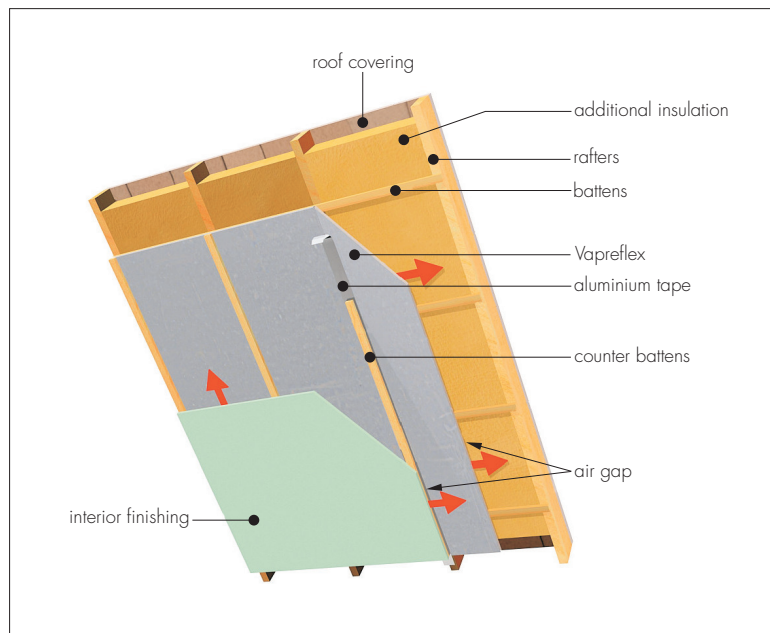 roof covering
additional insulation
rafters
battens
Vapreflex
aluminium tape
counter battens
air gap
interior finishing